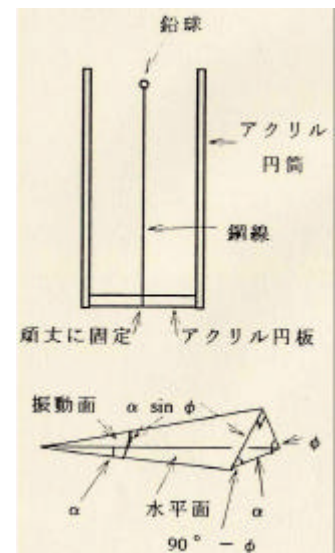 鉛球
アクリル
円筒
鋼線
頑丈に固定
アクリル円板
振動面
α sin φ
φ
α
水平面
α
90° − φ